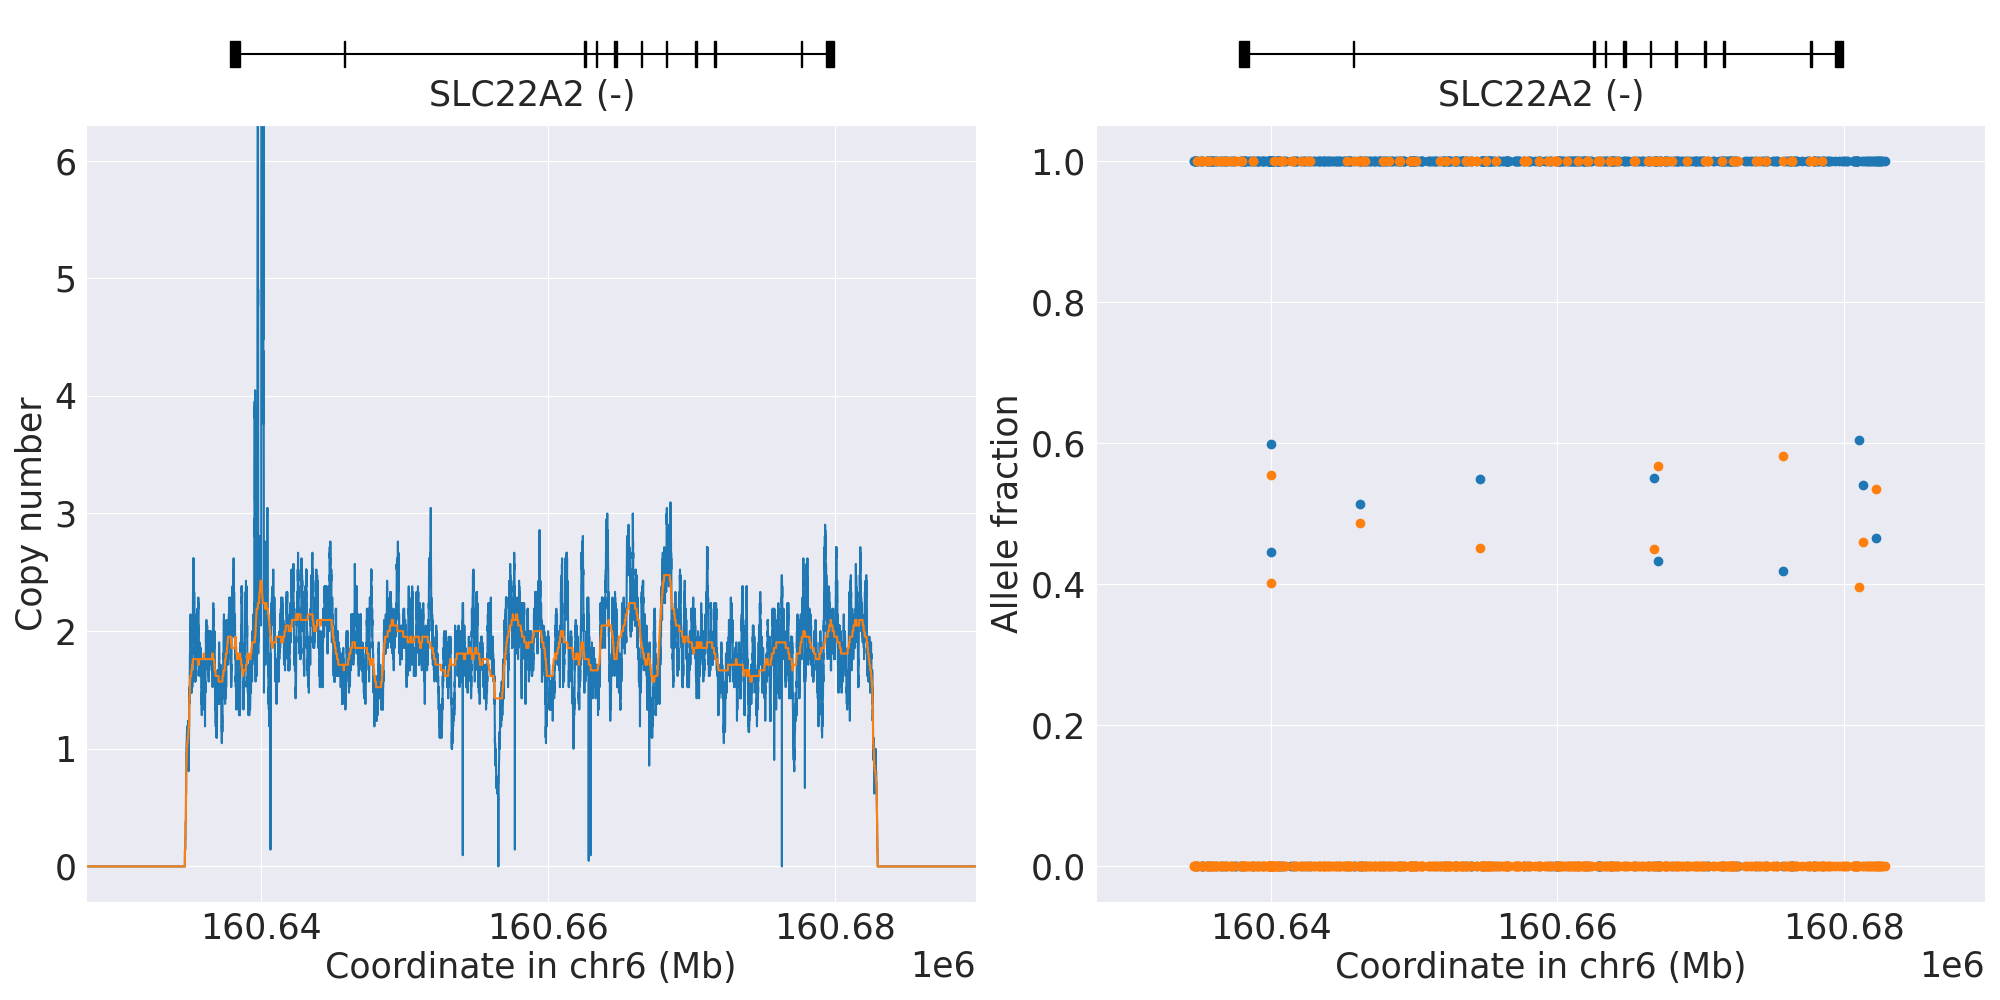 SLC22A2 (-)
SLC22A2 (-)
6
5
4
3
2
1
0
Copy number
160.64
160.66
160.68
Coordinate in chr6 (Mb)
1e6
1.0
0.8
0.6
0.4
0.2
0.0
Allele fraction
160.64
160.66
160.68
Coordinate in chr6 (Mb)
1e6